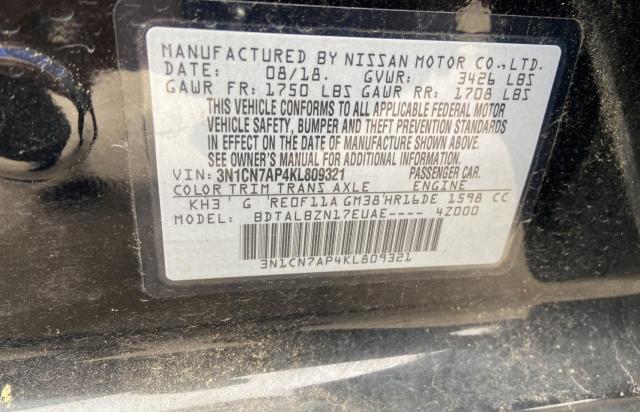 MANUFACTURED BY NISSAN MOTOR CO.,LTD.
DATE: 08/18. GVWR: 3426 LBS
GAWR FR: 1750 LBS GAWR RR: 1708 LBS
THIS VEHICLE CONFORMS TO ALL APPLICABLE FEDERAL MOTOR
VEHICLE SAFETY, BUMPER AND THEFT PREVENTION STANDARDS
IN EFFECT ON THE DATE OF MANUFACTURE SHOWN ABOVE.
SEE OWNER'S MANUAL FOR ADDITIONAL INFORMATION.
VIN: 3N1CN7AP4KL809321 PASSENGER CAR.
COLOR TRIM TRANS AXLE ENGINE
KH3' G 'RE0F11A GM38'HR16DE 1598 CC
MODEL: BDTALBZN17EUAE---- 4Z000
3N1CN7AP4KL809321